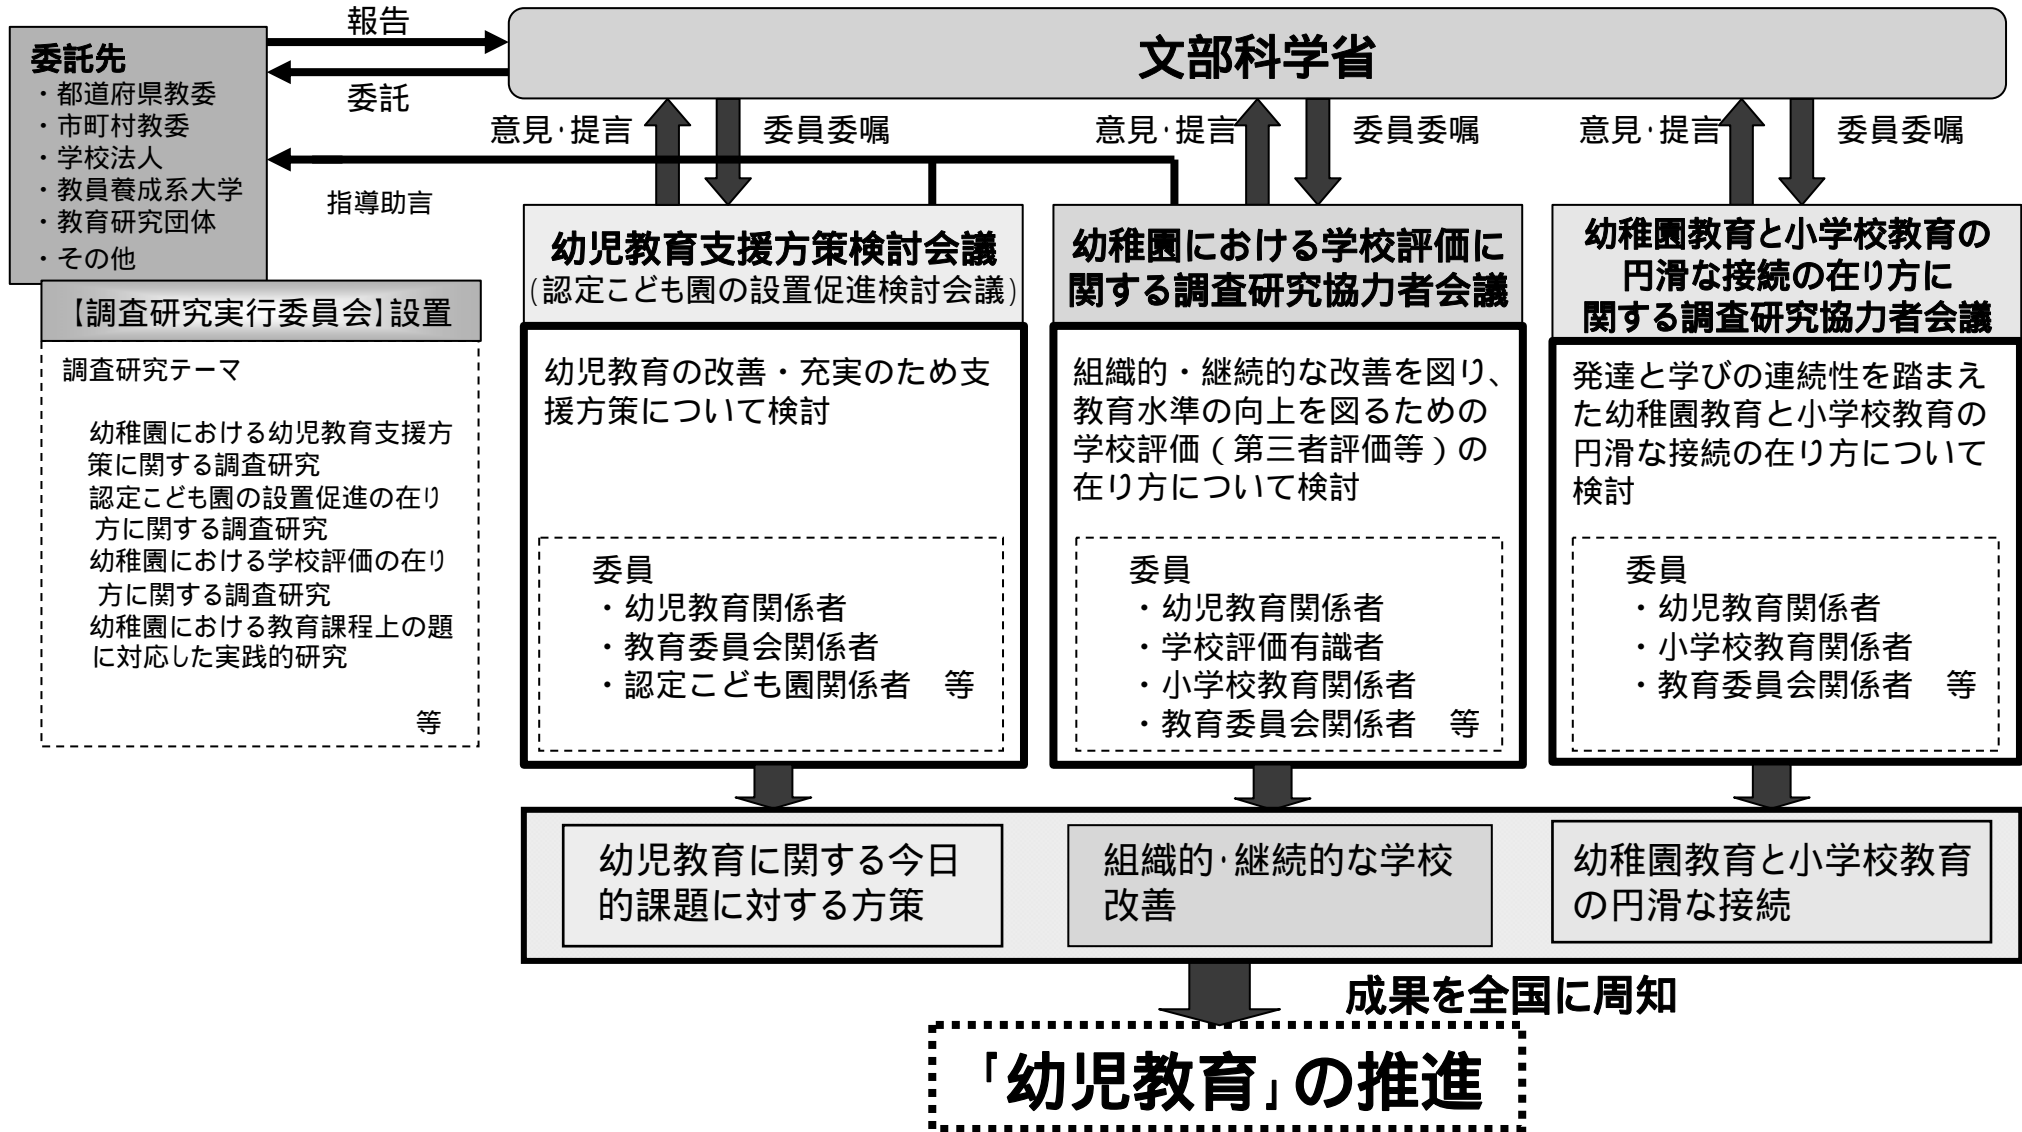 報告
委託
文部科学省
委託先
・都道府県教委
・市町村教委
・学校法人
・教員養成系大学
・教育研究団体
・その他
【調査研究実行委員会】設置
調査研究テーマ
幼稚園における幼児教育支援方
策に関する調査研究
認定こども園の設置促進の在り
方に関する調査研究
幼稚園における学校評価の在り
方に関する調査研究
幼稚園における教育課程上の題
に対応した実践的研究
等
指導助言
意見・提言
委員委嘱
意見・提言
委員委嘱
意見・提言
委員委嘱
幼児教育支援方策検討会議
(認定こども園の設置促進検討会議)
幼児教育の改善・充実のため支
援方策について検討
委員
・幼児教育関係者
・教育委員会関係者
・認定こども園関係者　等
幼稚園における学校評価に
関する調査研究協力者会議
組織的・継続的な改善を図り、
教育水準の向上を図るための
学校評価(第三者評価等)の
在り方について検討
委員
・幼児教育関係者
・学校評価有識者
・小学校教育関係者
・教育委員会関係者　等
幼稚園教育と小学校教育の
円滑な接続の在り方に
関する調査研究協力者会議
発達と学びの連続性を踏まえ
た幼稚園教育と小学校教育の
円滑な接続の在り方について
検討
委員
・幼児教育関係者
・小学校教育関係者
・教育委員会関係者　等
幼児教育に関する今日
的課題に対する方策
組織的・継続的な学校
改善
幼稚園教育と小学校教育
の円滑な接続
成果を全国に周知
「幼児教育」の推進